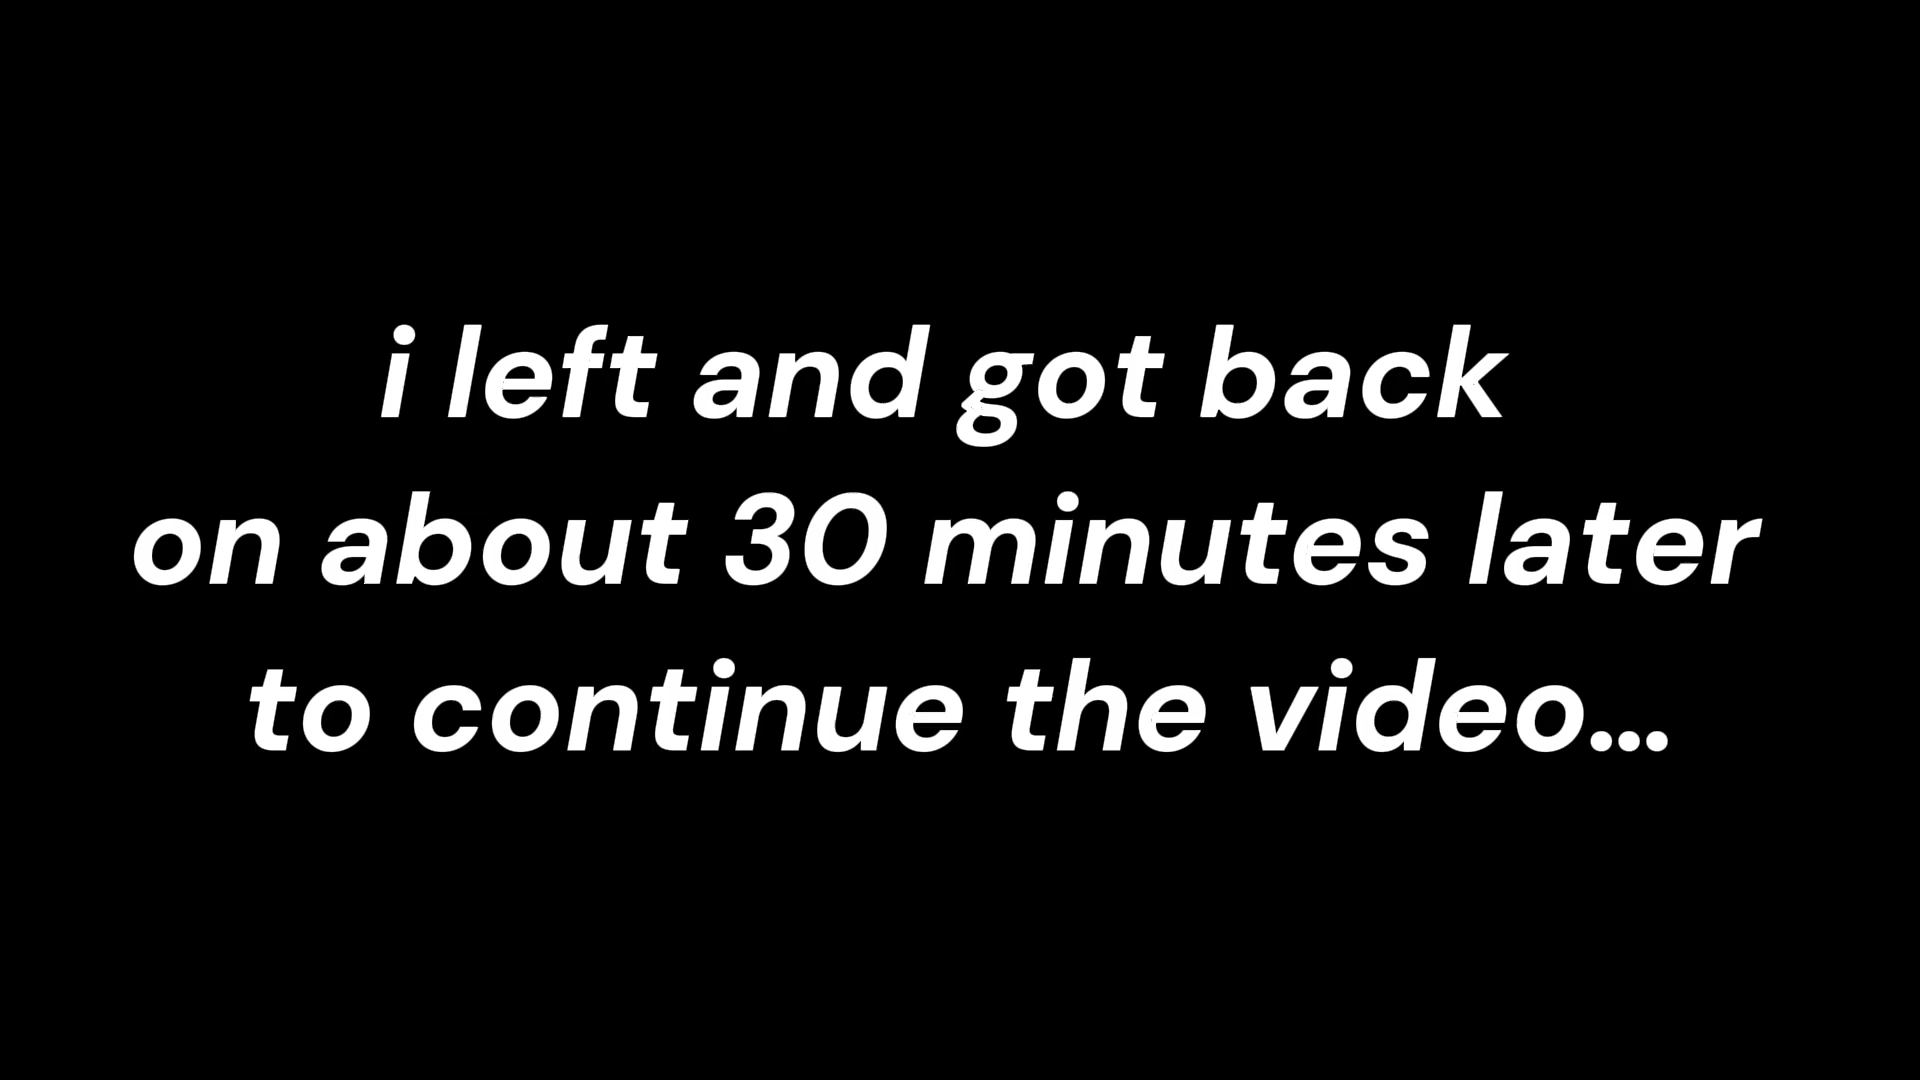 i left and got back
on about 30 minutes later
to continue the video...